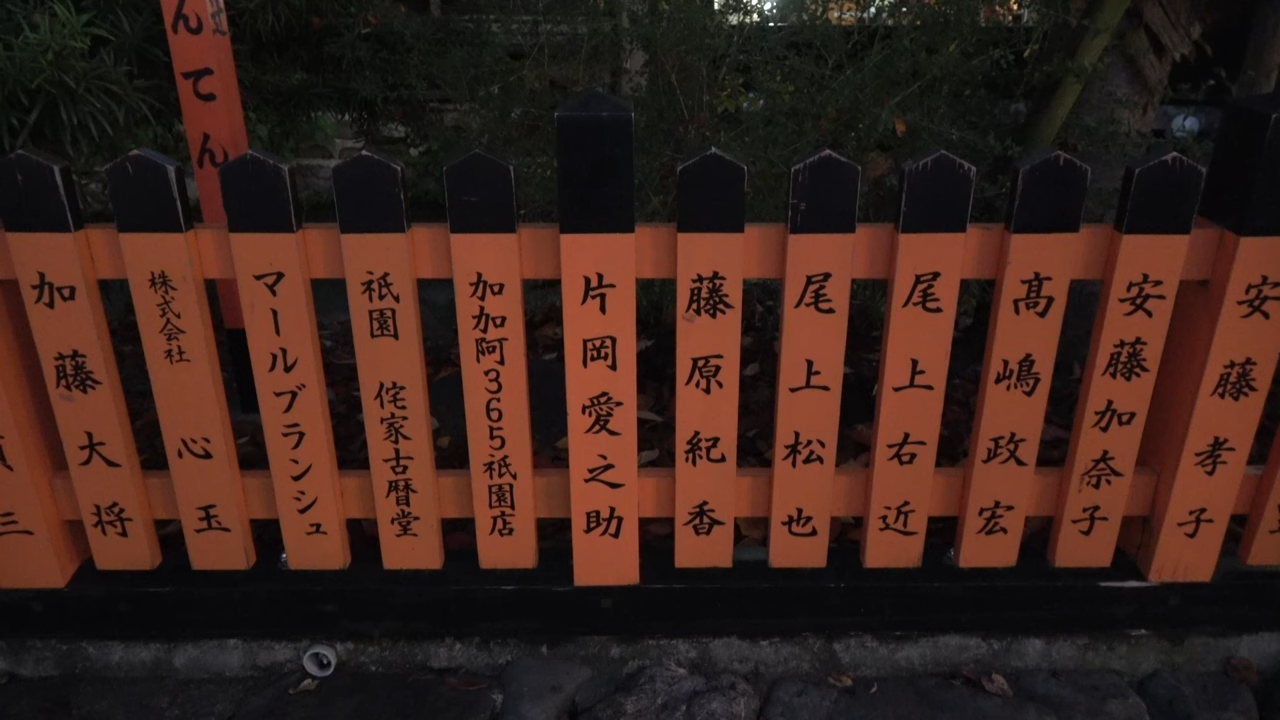 んてん
加藤大将
株式会社 心玉
マールブランシュ
祇園 侘家古暦堂
加加阿365祇園店
片岡愛之助
藤原紀香
尾上松也
尾上右近
髙嶋政宏
安藤加奈子
安藤孝子